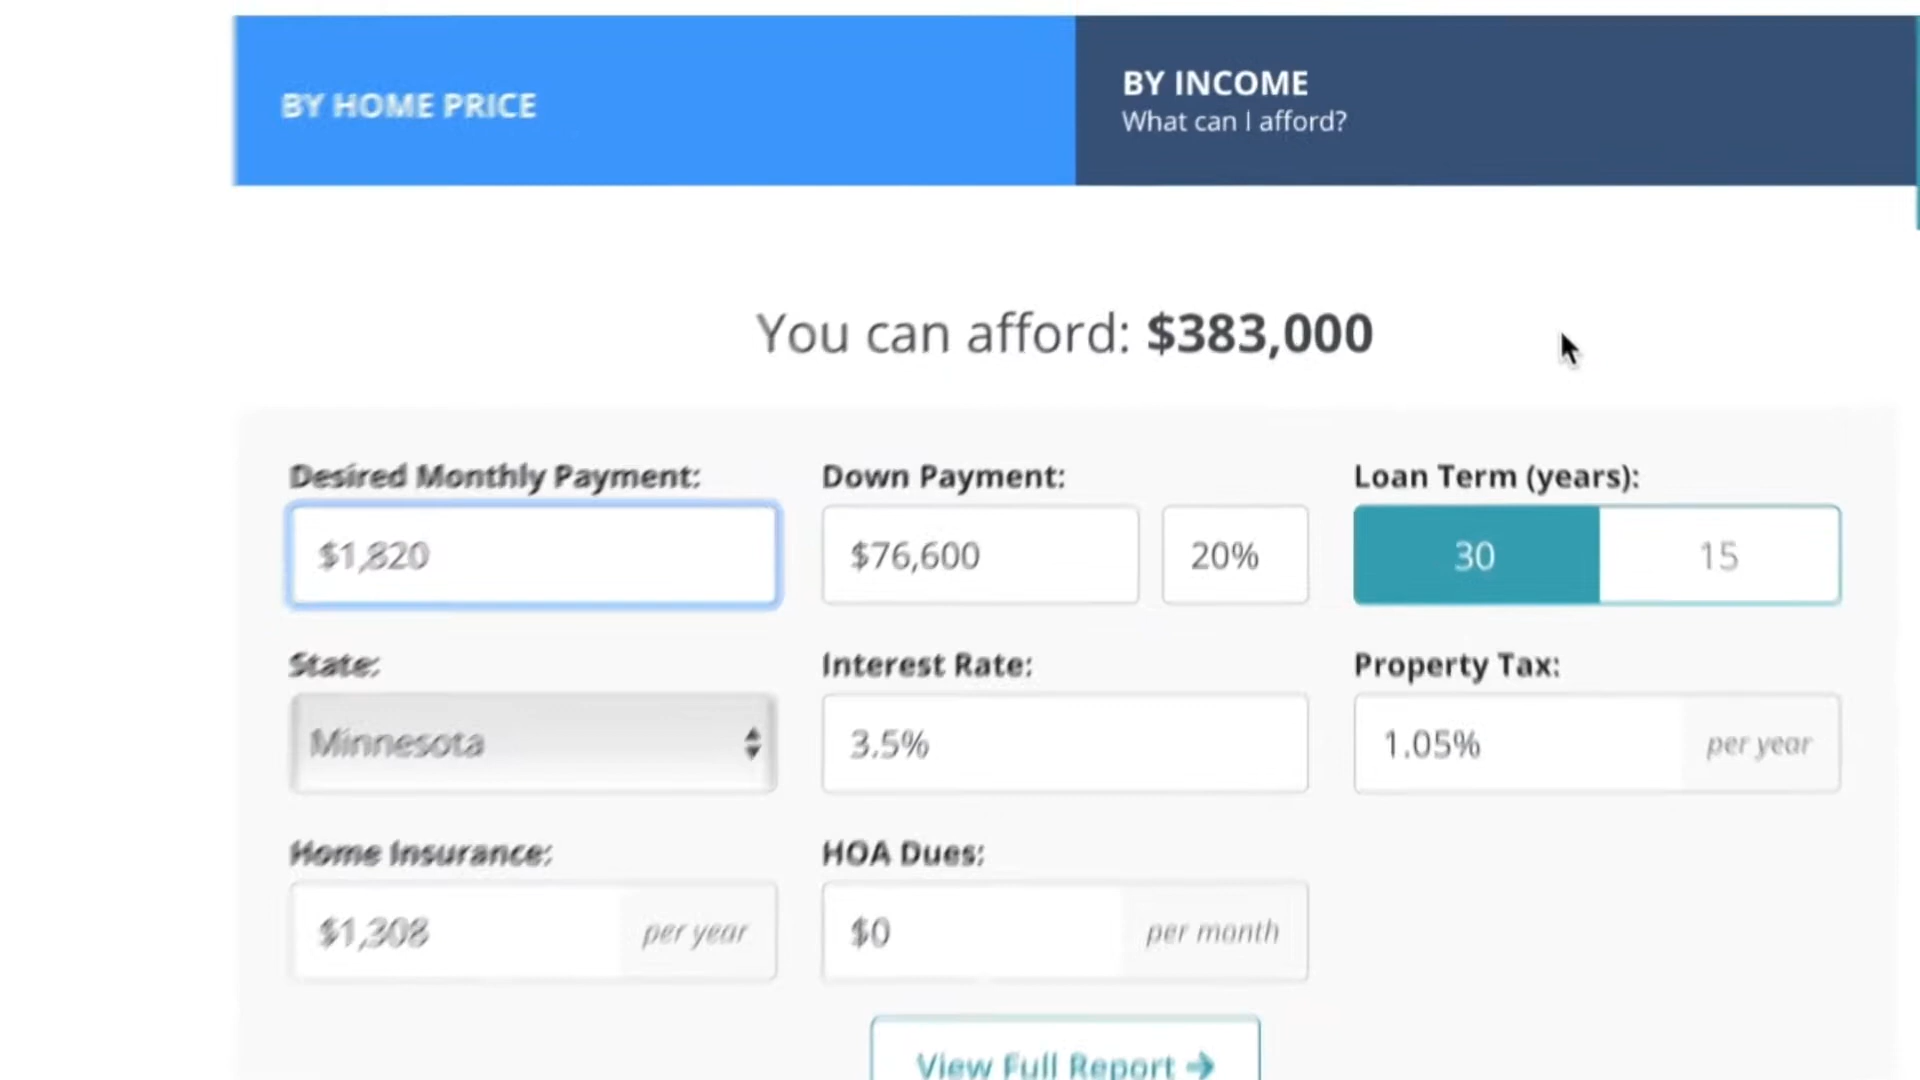 BY HOME PRICE
BY INCOME
What can I afford?
You can afford: $383,000
Desired Monthly Payment:
Down Payment:
Loan Term (years):
$1,820
$76,600
20%
30
15
State:
Interest Rate:
Property Tax:
Minnesota
3.5%
1.05%
per year
Home Insurance:
HOA Dues:
$1,308
per year
$0
per month
View Full Report →